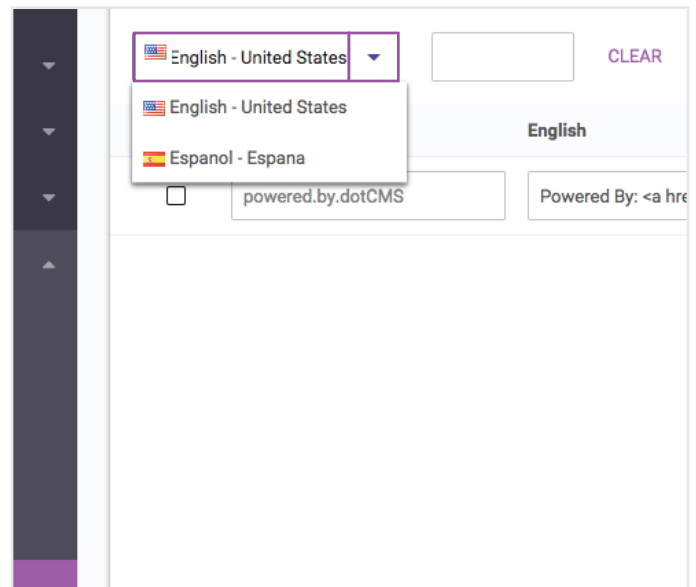 English - United States
CLEAR
English - United States
English
Espanol - Espana
powered.by.dotCMS
Powered By: <a hre